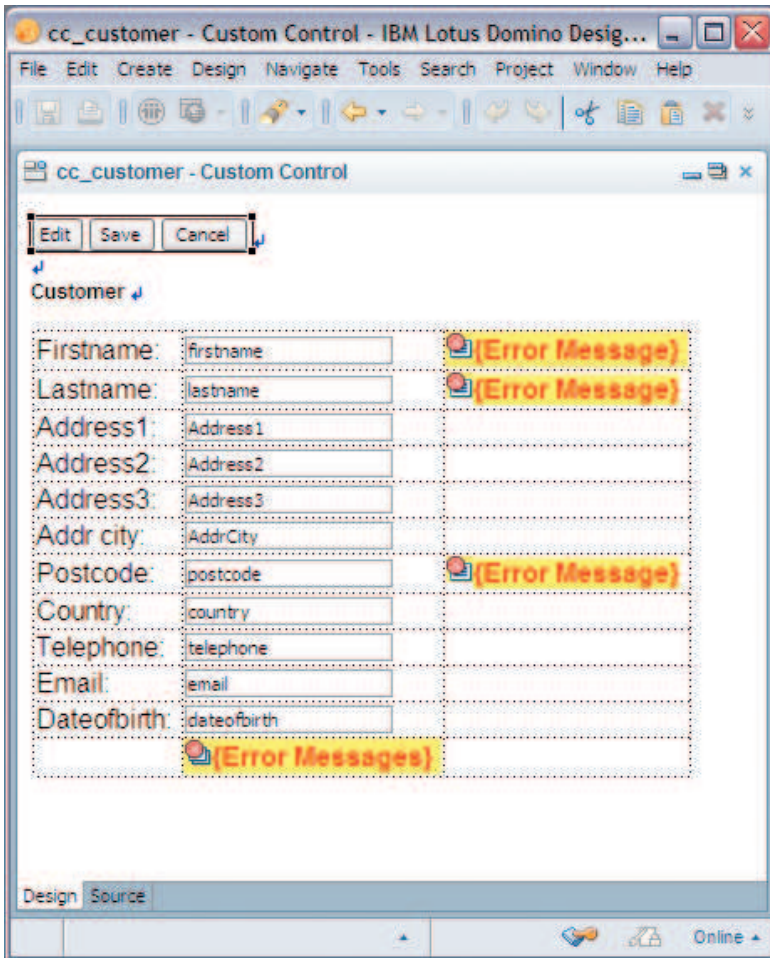 cc_customer - Custom Control - IBM Lotus Domino Desig...
File Edit Create Design Navigate Tools Search Project Window Help
cc_customer - Custom Control
Edit Save Cancel
Customer
Firstname: firstname {Error Message}
Lastname: lastname {Error Message}
Address1: Address1
Address2: Address2
Address3: Address3
Addr city: AddrCity
Postcode: postcode {Error Message}
Country: country
Telephone: telephone
Email: email
Dateofbirth: dateofbirth
{Error Messages}
Design Source
Online